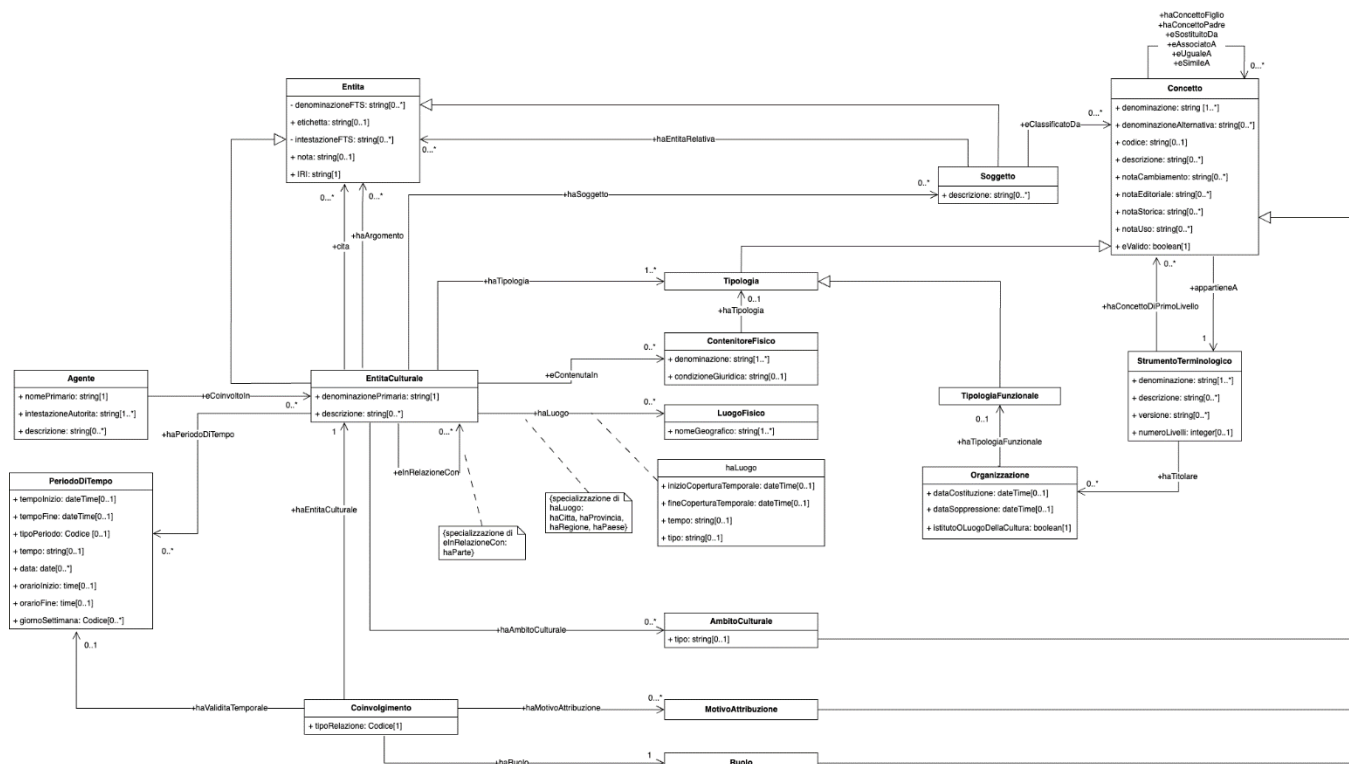 +haConcettoFiglio
+haConcettoPadre
+eSostituitoDa
+eAssociatoA
+eUgualeA
+eSimileA
0...*
Entita
- denominazioneFTS: string[0..*]
+ etichetta: string[0..1]
- intestazioneFTS: string[0..*]
+ nota: string[0..1]
+ IRI: string[1]
Concetto
+ denominazione: string [1..*]
+ denominazioneAlternativa: string[0..*]
+ codice: string[0..1]
+ descrizione: string[0..*]
+ notaCambiamento: string[0..*]
+ notaEditoriale: string[0..*]
+ notaStorica: string[0..*]
+ notaUso: string[0..*]
+ eValido: boolean[1]
0...*
+eClassificatoDa
+haEntitaRelativa
0...*
Soggetto
+ descrizione: string[0..*]
0..*
+haSoggetto
0...*
0...*
+haArgomento
+cita
1..*
+haTipologia
Tipologia
0..1
+haTipologia
0..*
+appartieneA
+haConcettoDiPrimoLivello
1
ContenitoreFisico
+ denominazione: string[1..*]
+ condizioneGiuridica: string[0..1]
0..*
+eContenutaIn
StrumentoTerminologico
+ denominazione: string[1..*]
+ descrizione: string[0..*]
+ versione: string[0..*]
+ numeroLivelli: integer[0..1]
Agente
+ nomePrimario: string[1]
+ intestazioneAutorita: string[1..*]
+ descrizione: string[0..*]
+eCoinvoltoIn
EntitaCulturale
+ denominazionePrimaria: string[1]
+ descrizione: string[0..*]
0..*
+haPeriodoDiTempo
1
0...*
+eInRelazioneCon
0..*
+haLuogo
LuogoFisico
+ nomeGeografico: string[1..*]
TipologiaFunzionale
0..1
+haTipologiaFunzionale
haLuogo
+ inizioCoperturaTemporale: dateTime[0..1]
+ fineCoperturaTemporale: dateTime[0..1]
+ tempo: string[0..1]
+ tipo: string[0..1]
Organizzazione
+ dataCostituzione: dateTime[0..1]
+ dataSoppressione: dateTime[0..1]
+ istitutoOLuogoDellaCultura: boolean[1]
0..*
+haTitolare
PeriodoDiTempo
+ tempoInizio: dateTime[0..1]
+ tempoFine: dateTime[0..1]
+ tipoPeriodo: Codice [0..1]
+ tempo: string[0..1]
+ data: date[0..*]
+ orarioInizio: time[0..1]
+ orarioFine: time[0..1]
+ giornoSettimana: Codice[0..*]
0..*
+haEntitaCulturale
{specializzazione di
eInRelazioneCon:
haParte}
{specializzazione di
haLuogo:
haCitta, haProvincia,
haRegione, haPaese}
0..1
+haAmbitoCulturale
0..*
AmbitoCulturale
+ tipo: string[0..1]
+haValiditaTemporale
Coinvolgimento
+ tipoRelazione: Codice[1]
+haMotivoAttribuzione
0...*
MotivoAttribuzione
+haRuolo
1
Ruolo